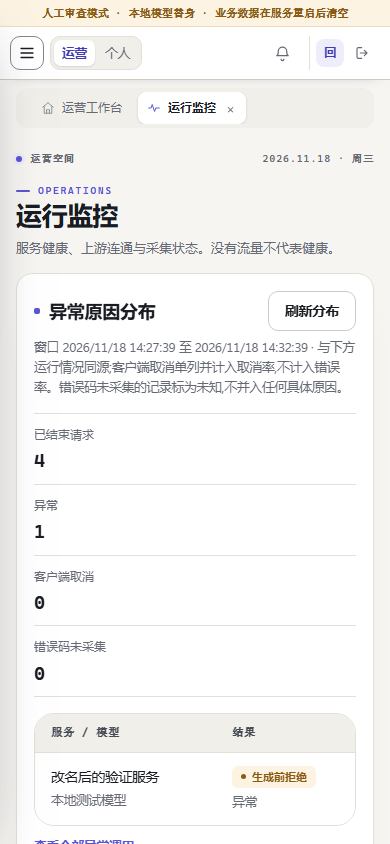 人工审查模式 · 本地模型替身 · 业务数据在服务重启后清空
运营 个人 回
运营工作台 运行监控 ×
运营空间 2026.11.18 · 周三
OPERATIONS
运行监控
服务健康、上游连通与采集状态。没有流量不代表健康。
异常原因分布 刷新分布
窗口 2026/11/18 14:27:39 至 2026/11/18 14:32:39 · 与下方
运行情况同源;客户端取消单列并计入取消率,不计入错误
率。错误码未采集的记录标为未知,不并入任何具体原因。
已结束请求
4
异常
1
客户端取消
0
错误码未采集
0
服务 / 模型 结果
改名后的验证服务 生成前拒绝
本地测试模型 异常
查看全部异常调用